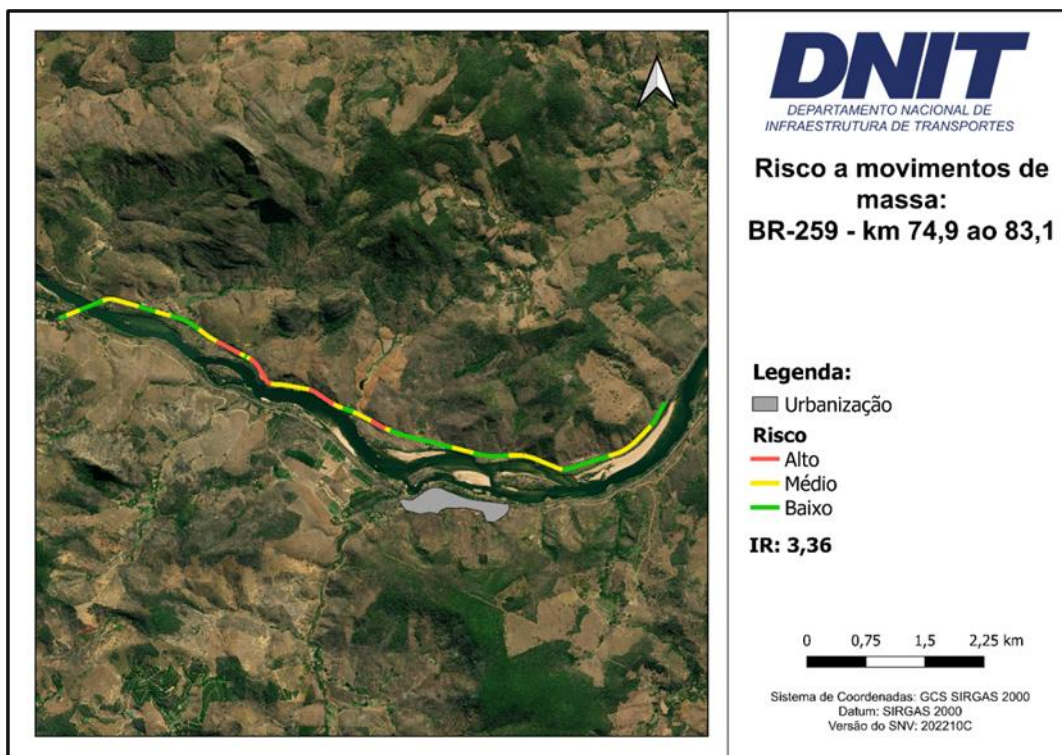 DNIT
DEPARTAMENTO NACIONAL DE
INFRAESTRUTURA DE TRANSPORTES
Risco a movimentos de
massa:
BR-259 - km 74,9 ao 83,1
Legenda:
Urbanização
Risco
Alto
Médio
Baixo
IR: 3,36
0 0,75 1,5 2,25 km
Sistema de Coordenadas: GCS SIRGAS 2000
Datum: SIRGAS 2000
Versão do SNV: 202210C